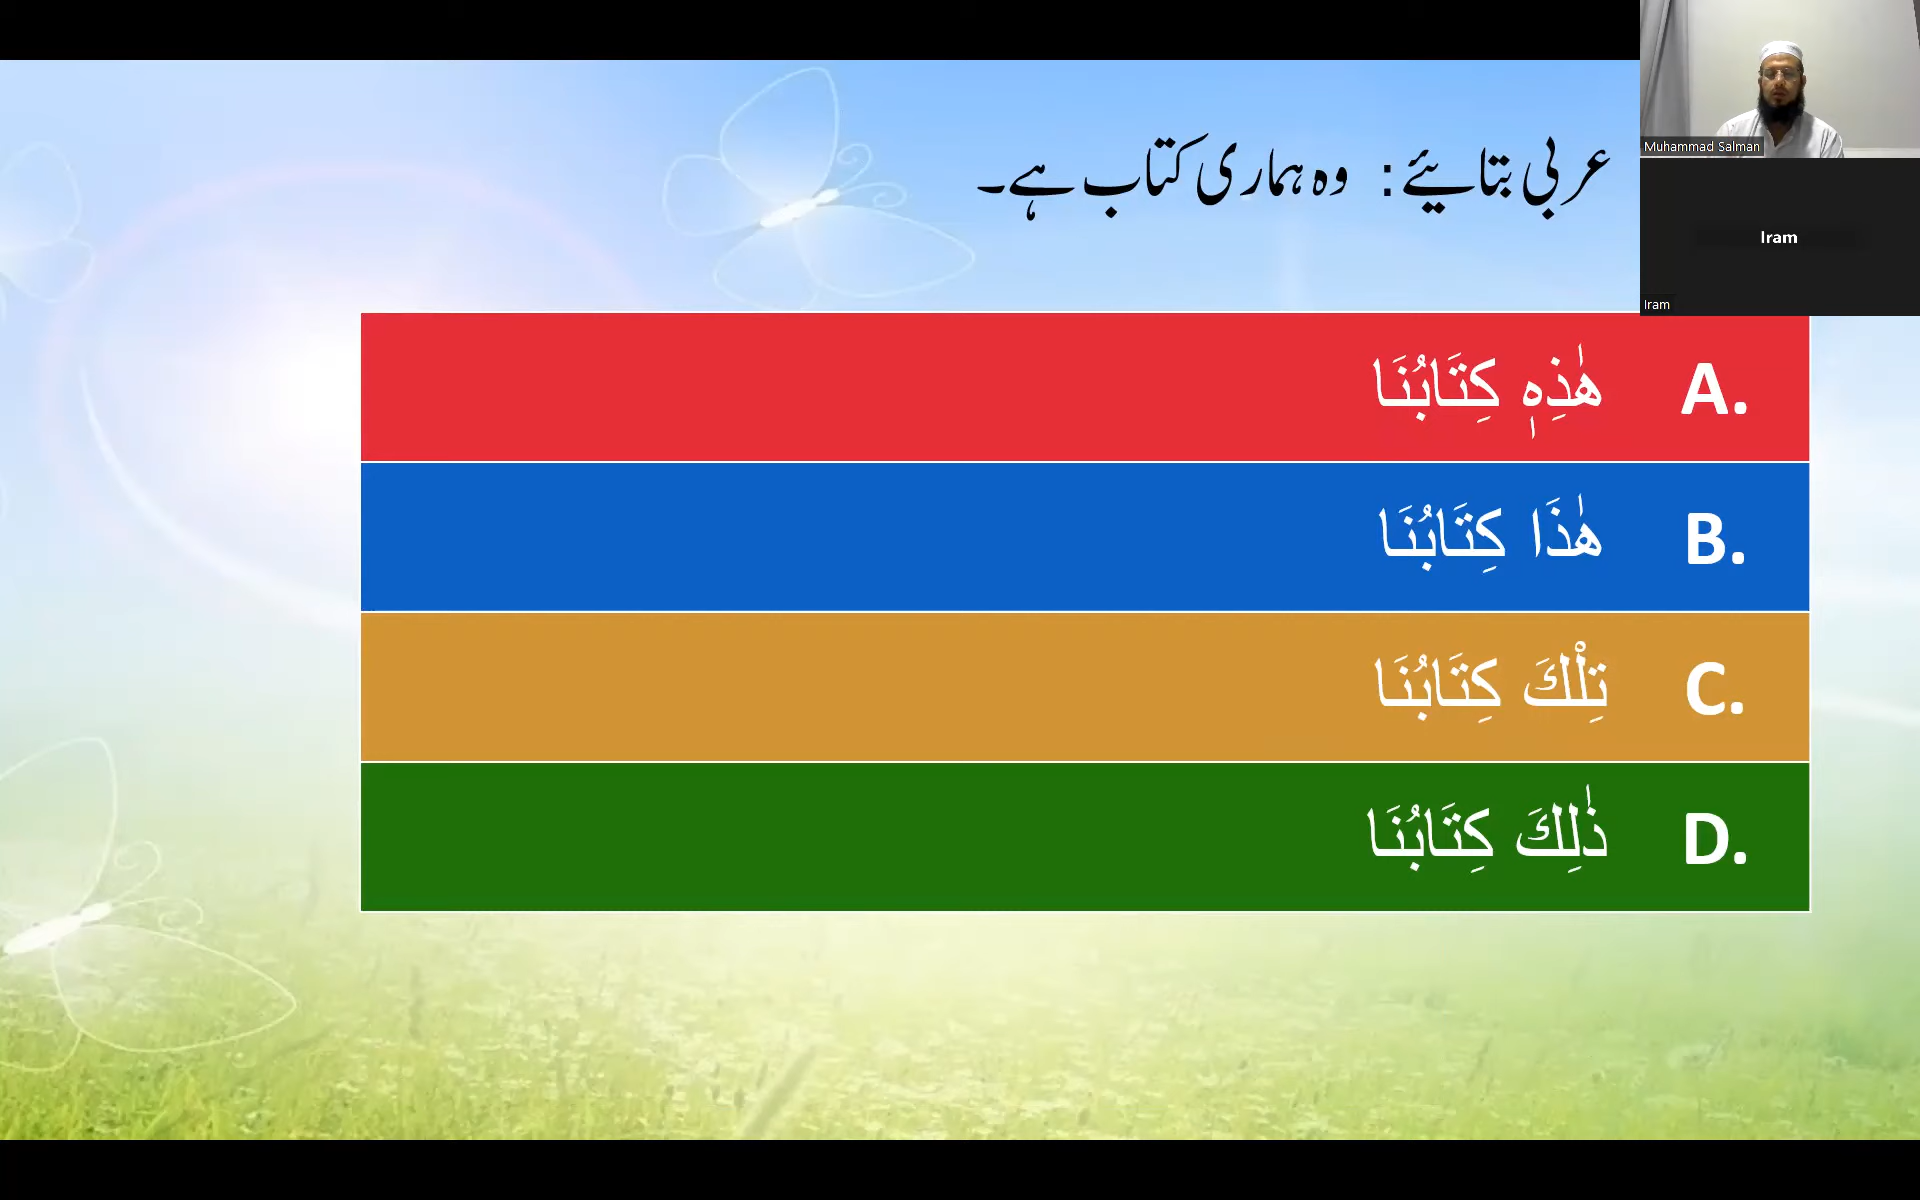 عربی بتائیے: وہ ہماری کتاب ہے۔
A. هٰذِهٖ كِتَابُنَا
B. هٰذَا كِتَابُنَا
C. تِلْكَ كِتَابُنَا
D. ذٰلِكَ كِتَابُنَا
Muhammad Salman
Iram
Iram